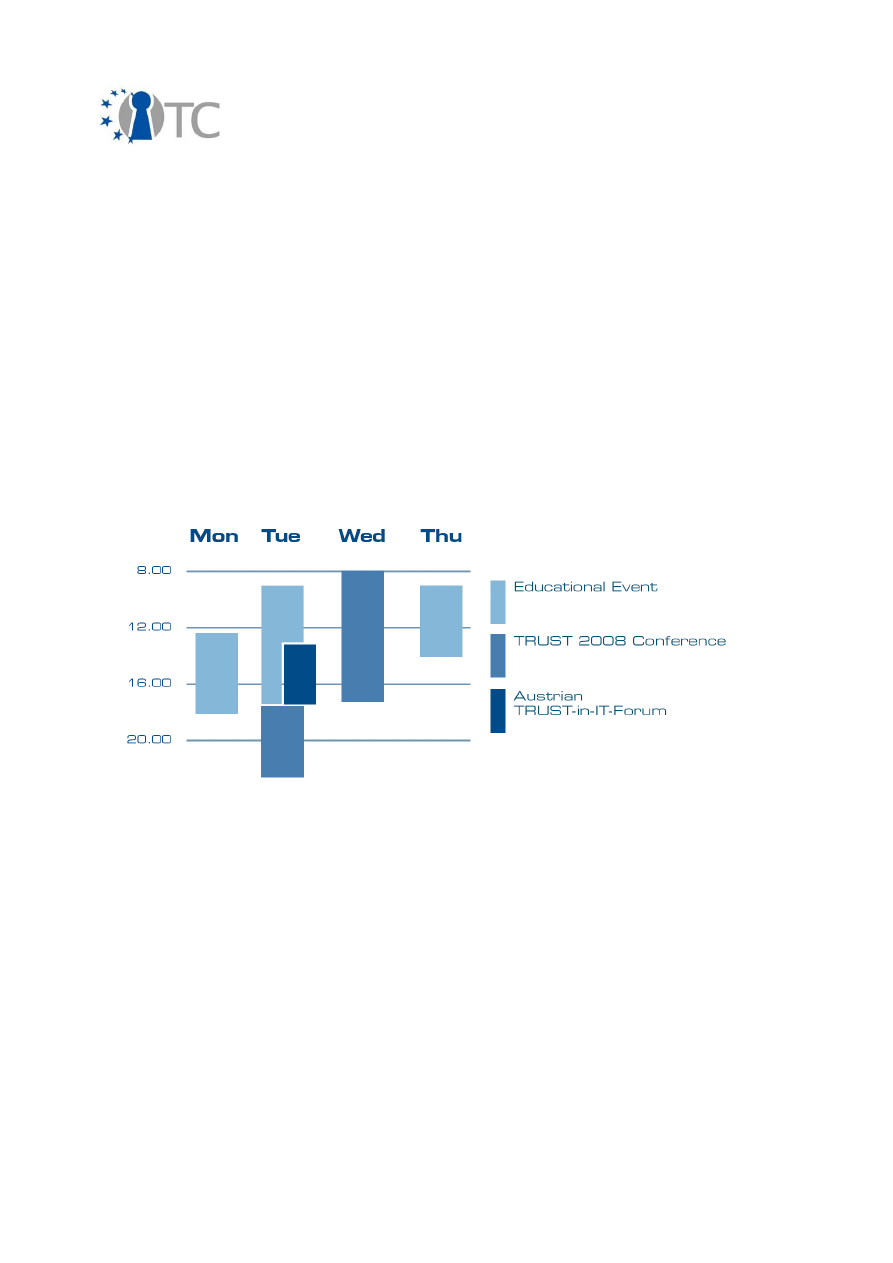 TC
Mon Tue Wed Thu
8.00
12.00
16.00
20.00
Educational Event
TRUST 2008 Conference
Austrian
TRUST-in-IT-Forum